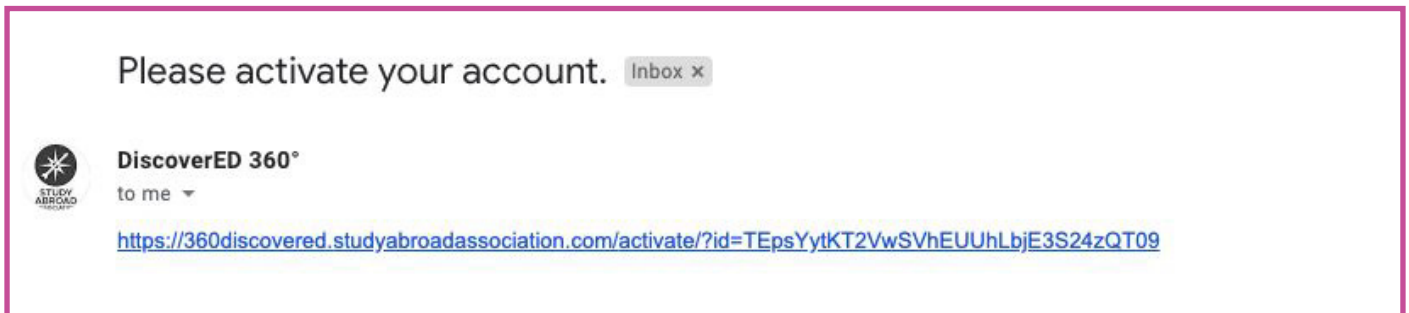 Please activate your account. Inbox x
DiscoverED 360°
STUDY
ABROAD
to me
https://360discovered.studyabroadassociation.com/activate/?id=TEpsYytKT2VwSVhEUUhLbjE3S24zQT09